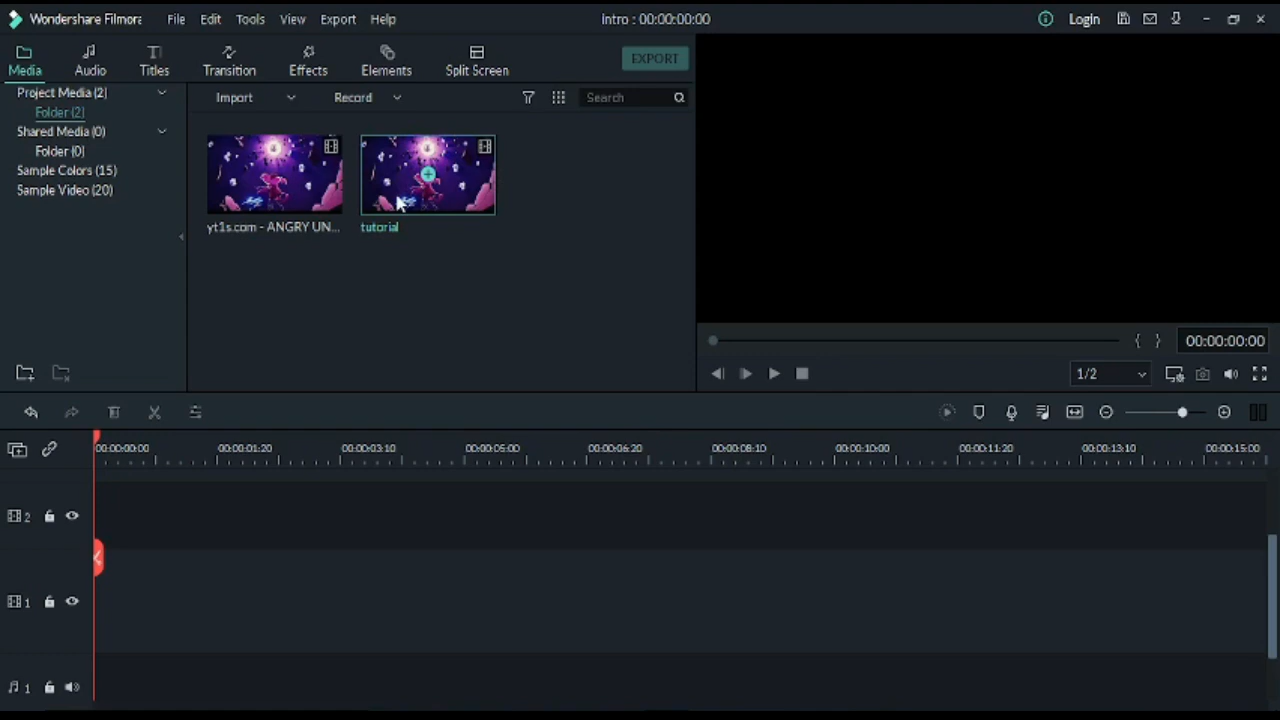 Wondershare Filmora File Edit Tools View Export Help intro : 00:00:00:00 Login
Media Audio Titles Transition Effects Elements Split Screen EXPORT
Project Media (2)
Folder (2)
Shared Media (0)
Folder (0)
Sample Colors (15)
Sample Video (20)
Import Record Search
yt1s.com - ANGRY UN... tutorial
00:00:00:00
1/2
00:00:00:00 00:00:01:20 00:00:03:10 00:00:05:00 00:00:06:20 00:00:08:10 00:00:10:00 00:00:11:20 00:00:13:10 00:00:15:00
2
1
1